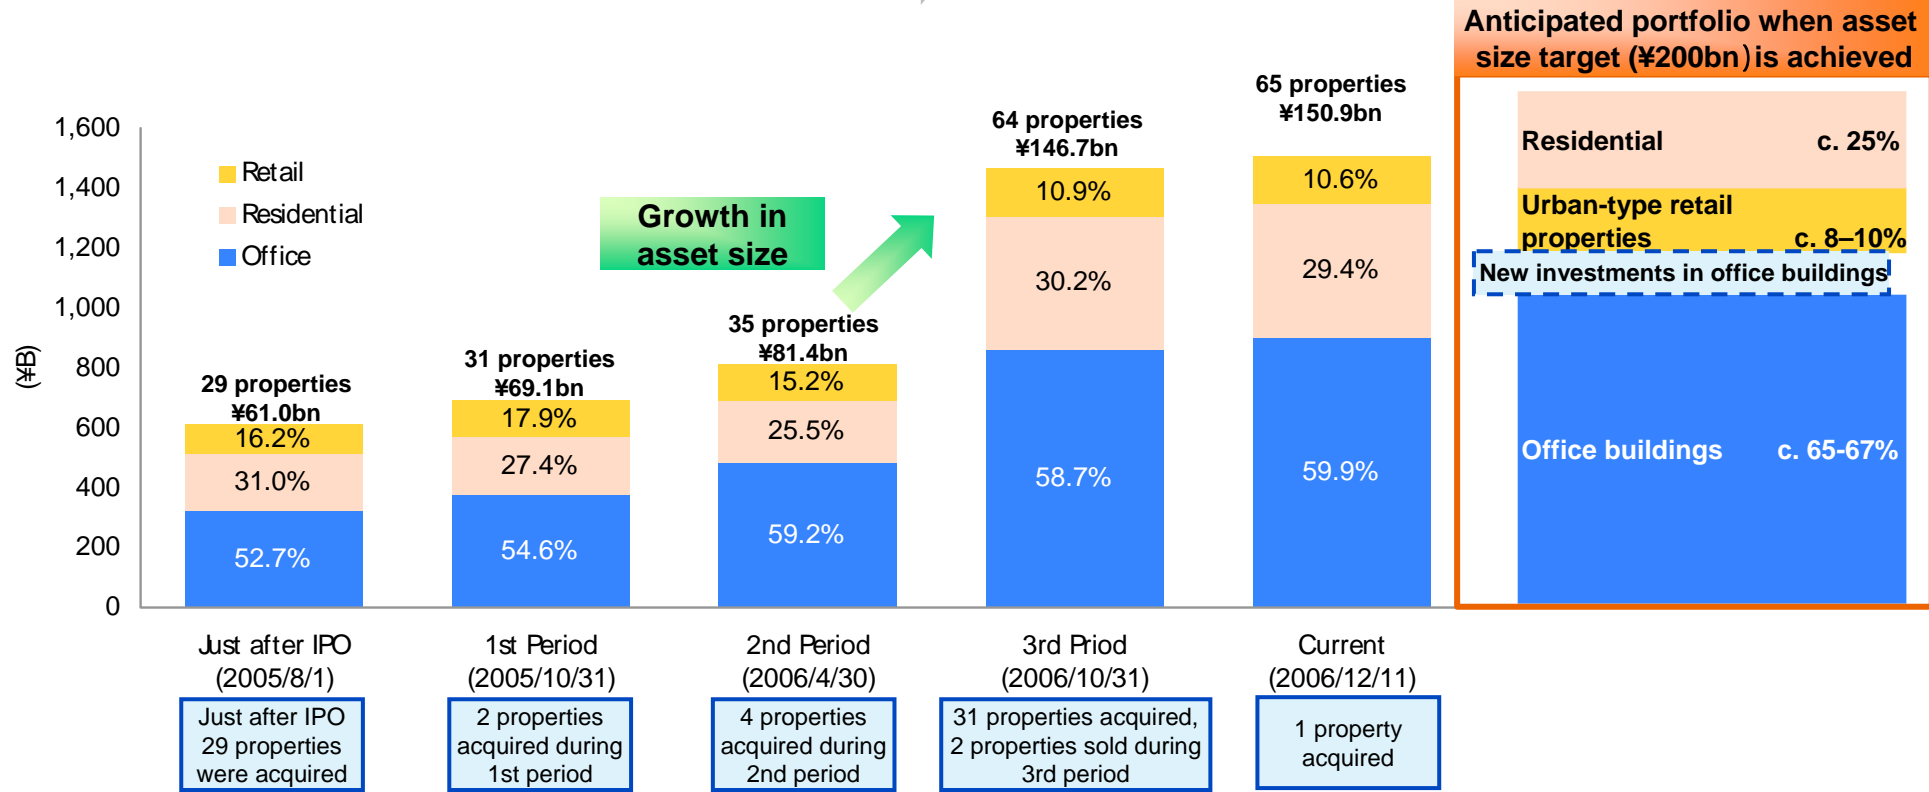 Anticipated portfolio when asset
size target (¥200bn) is achieved
65 properties
¥150.9bn
64 properties
¥146.7bn
35 properties
¥81.4bn
31 properties
¥69.1bn
29 properties
¥61.0bn
(¥B)
1,600
1,400
1,200
1,000
800
600
400
200
0
Retail
Residential
Office
Growth in
asset size
16.2%
31.0%
52.7%
17.9%
27.4%
54.6%
15.2%
25.5%
59.2%
10.9%
30.2%
58.7%
10.6%
29.4%
59.9%
Residential c. 25%
Urban-type retail
properties c. 8–10%
New investments in office buildings
Office buildings c. 65-67%
Just after IPO
(2005/8/1)
1st Period
(2005/10/31)
2nd Period
(2006/4/30)
3rd Priod
(2006/10/31)
Current
(2006/12/11)
Just after IPO
29 properties
were acquired
2 properties
acquired during
1st period
4 properties
acquired during
2nd period
31 properties acquired,
2 properties sold during
3rd period
1 property
acquired